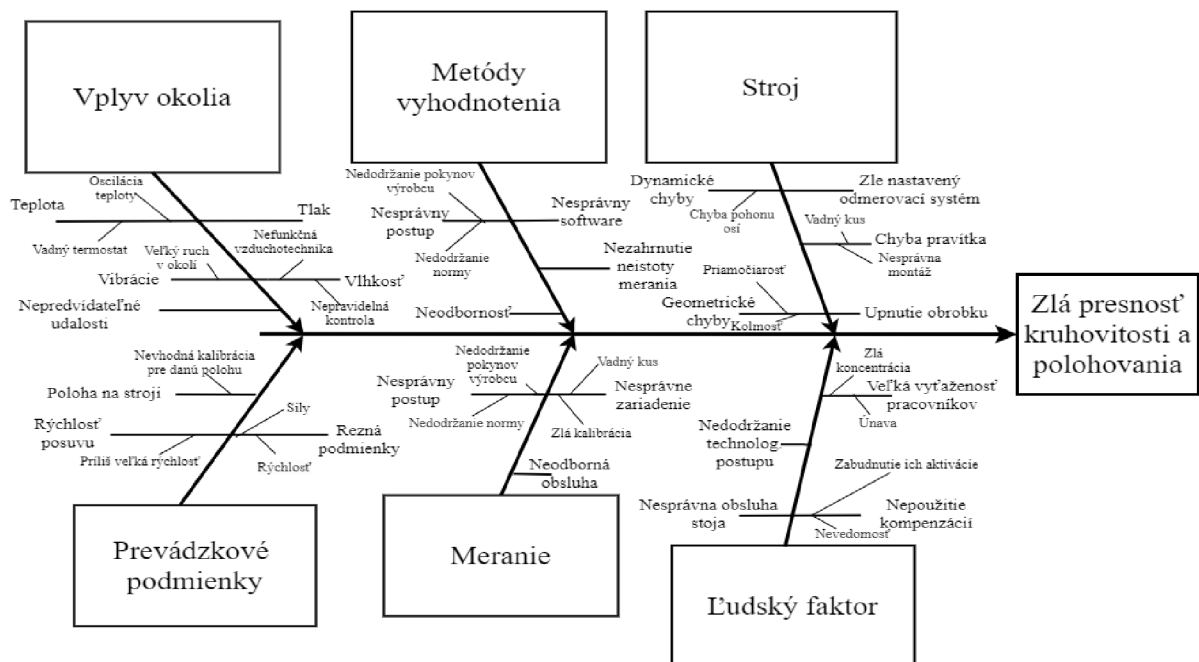 Vplyv okolia
Metódy
vyhodnotenia
Stroj
Oscilácia
teploty
Teplota
Tlak
Vadný termostat
Veľký ruch
v okolí
Nefunkčná
vzduchotechnika
Vibrácie
Vlhkosť
Nepredvídateľné
udalosti
Nepravidelná
kontrola
Nedodržanie pokynov
výrobcu
Nesprávny
postup
Nesprávny
software
Nedodržanie
normy
Nezahrnutie
neistoty
merania
Neodbornosť
Dynamické
chyby
Zle nastavený
odmerovací systém
Chyba pohonu
osí
Vadný kus
Chyba pravítka
Nesprávna
montáž
Priamočiarosť
Geometrické
chyby
Kolmosť
Upnutie obrobku
Zlá presnosť
kruhovitosti a
polohovania
Nevhodná kalibrácia
pre danú polohu
Poloha na strojí
Sily
Rýchlosť
posuvu
Rezná
podmienky
Príliš veľká rýchlosť
Rýchlosť
Nedodržanie
pokynov
výrobcu
Vadný kus
Nesprávny
postup
Nesprávne
zariadenie
Nedodržanie normy
Zlá kalibrácia
Neodborná
obsluha
Zlá
koncentrácia
Veľká vyťaženosť
pracovníkov
Únava
Nedodržanie
technolog.
postupu
Zabudnutie ich aktivácie
Nesprávna obsluha
stoja
Nepoužitie
kompenzácií
Nevedomosť
Prevádzkové
podmienky
Meranie
Ľudský faktor